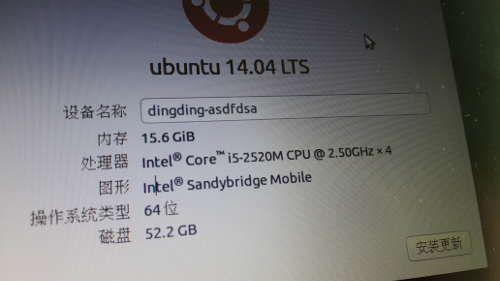 ubuntu 14.04 LTS
设备名称 dingding-asdfdsa
内存 15.6 GiB
处理器 Intel® Core™ i5-2520M CPU @ 2.50GHz × 4
图形 Intel® Sandybridge Mobile
操作系统类型 64 位
磁盘 52.2 GB
安装更新